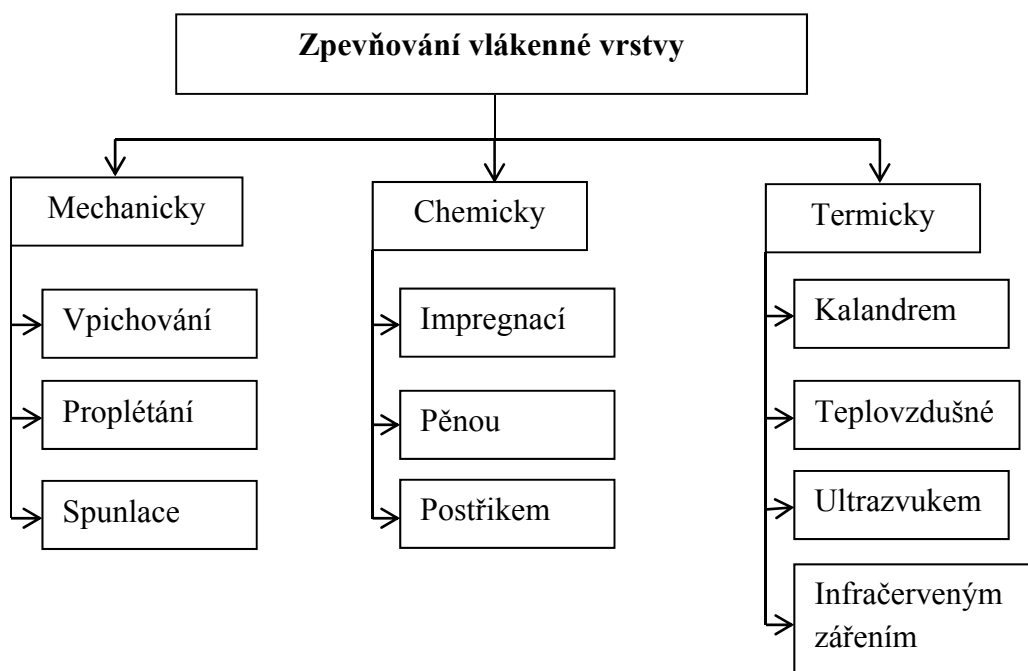 Zpevňování vlákenné vrstvy
Mechanicky
Vpichování
Proplétání
Spunlace
Chemicky
Impregnací
Pěnou
Postřikem
Termicky
Kalandrem
Teplovzdušné
Ultrazvukem
Infračerveným
zářením